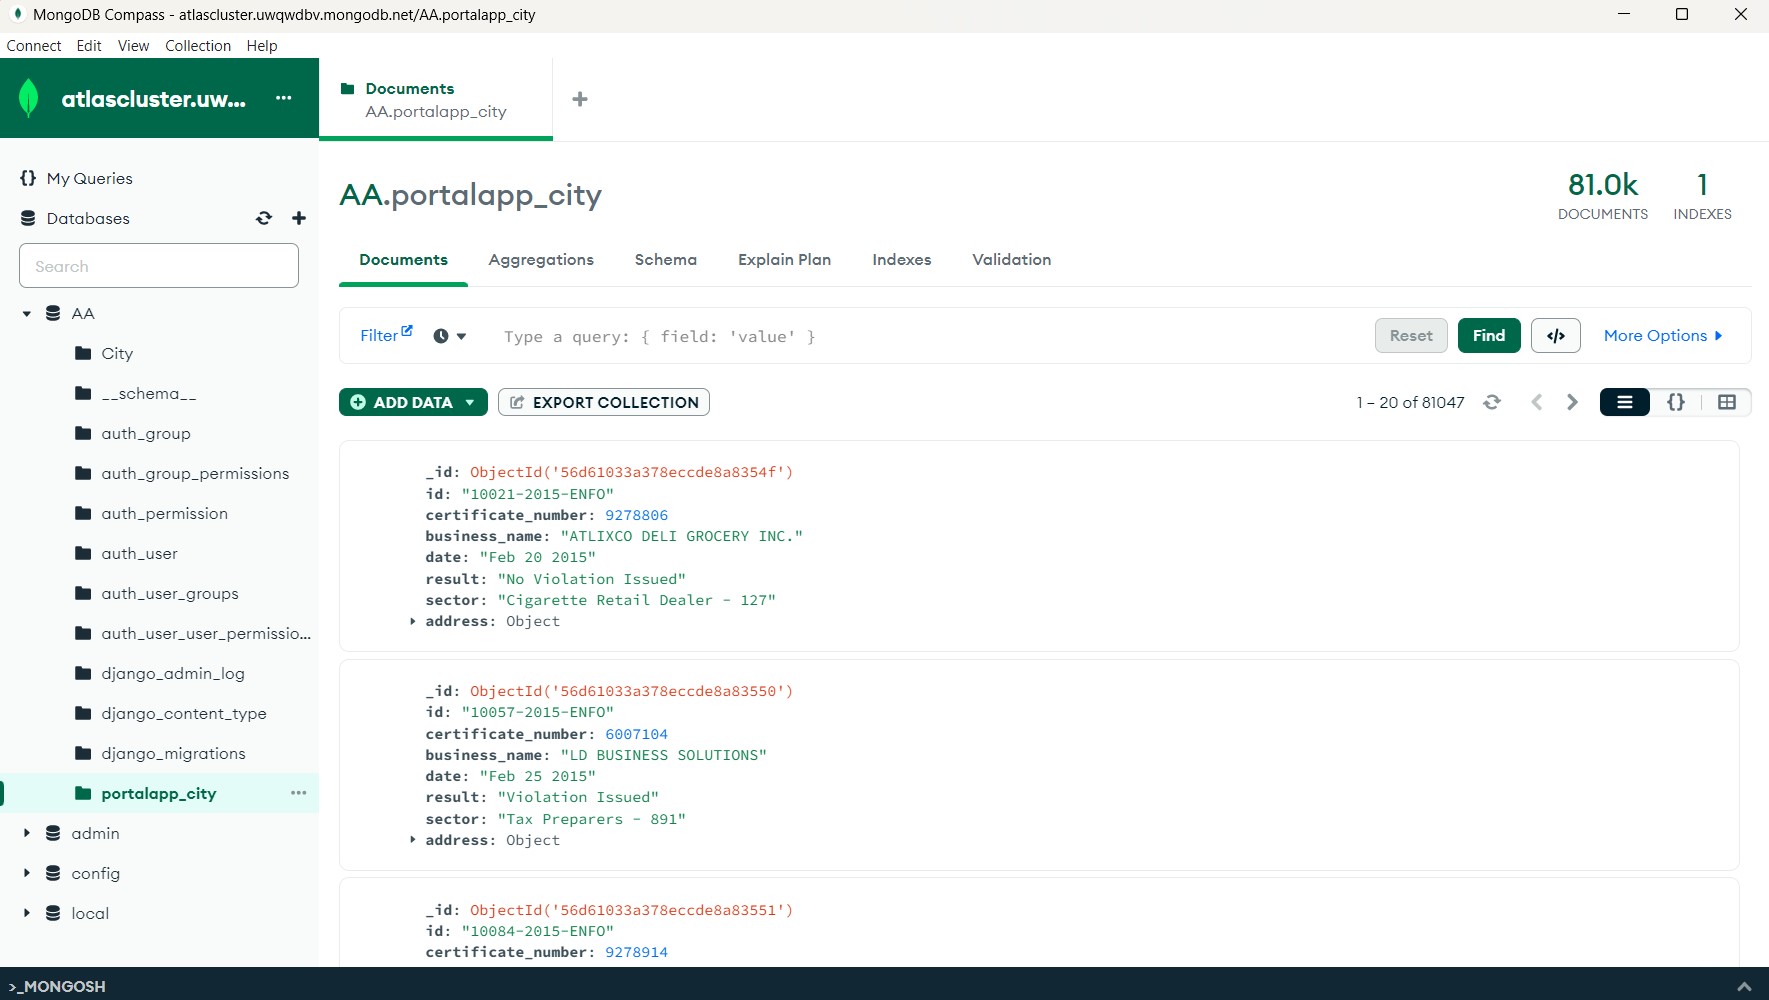 MongoDB Compass - atlascluster.uwqwdbv.mongodb.net/AA.portalapp_city
Connect Edit View Collection Help
atlascluster.uw...
Documents
AA.portalapp_city
My Queries
Databases
Search
AA
City
__schema__
auth_group
auth_group_permissions
auth_permission
auth_user
auth_user_groups
auth_user_user_permissio...
django_admin_log
django_content_type
django_migrations
portalapp_city
admin
config
local
AA.portalapp_city
81.0k
DOCUMENTS
1
INDEXES
Documents Aggregations Schema Explain Plan Indexes Validation
Filter Type a query: { field: 'value' } Reset Find </> More Options
ADD DATA EXPORT COLLECTION 1 – 20 of 81047 {}
_id: ObjectId('56d61033a378eccde8a8354f')
id: "10021-2015-ENFO"
certificate_number: 9278806
business_name: "ATLIXCO DELI GROCERY INC."
date: "Feb 20 2015"
result: "No Violation Issued"
sector: "Cigarette Retail Dealer - 127"
address: Object
_id: ObjectId('56d61033a378eccde8a83550')
id: "10057-2015-ENFO"
certificate_number: 6007104
business_name: "LD BUSINESS SOLUTIONS"
date: "Feb 25 2015"
result: "Violation Issued"
sector: "Tax Preparers - 891"
address: Object
_id: ObjectId('56d61033a378eccde8a83551')
id: "10084-2015-ENFO"
certificate_number: 9278914
>_MONGOSH